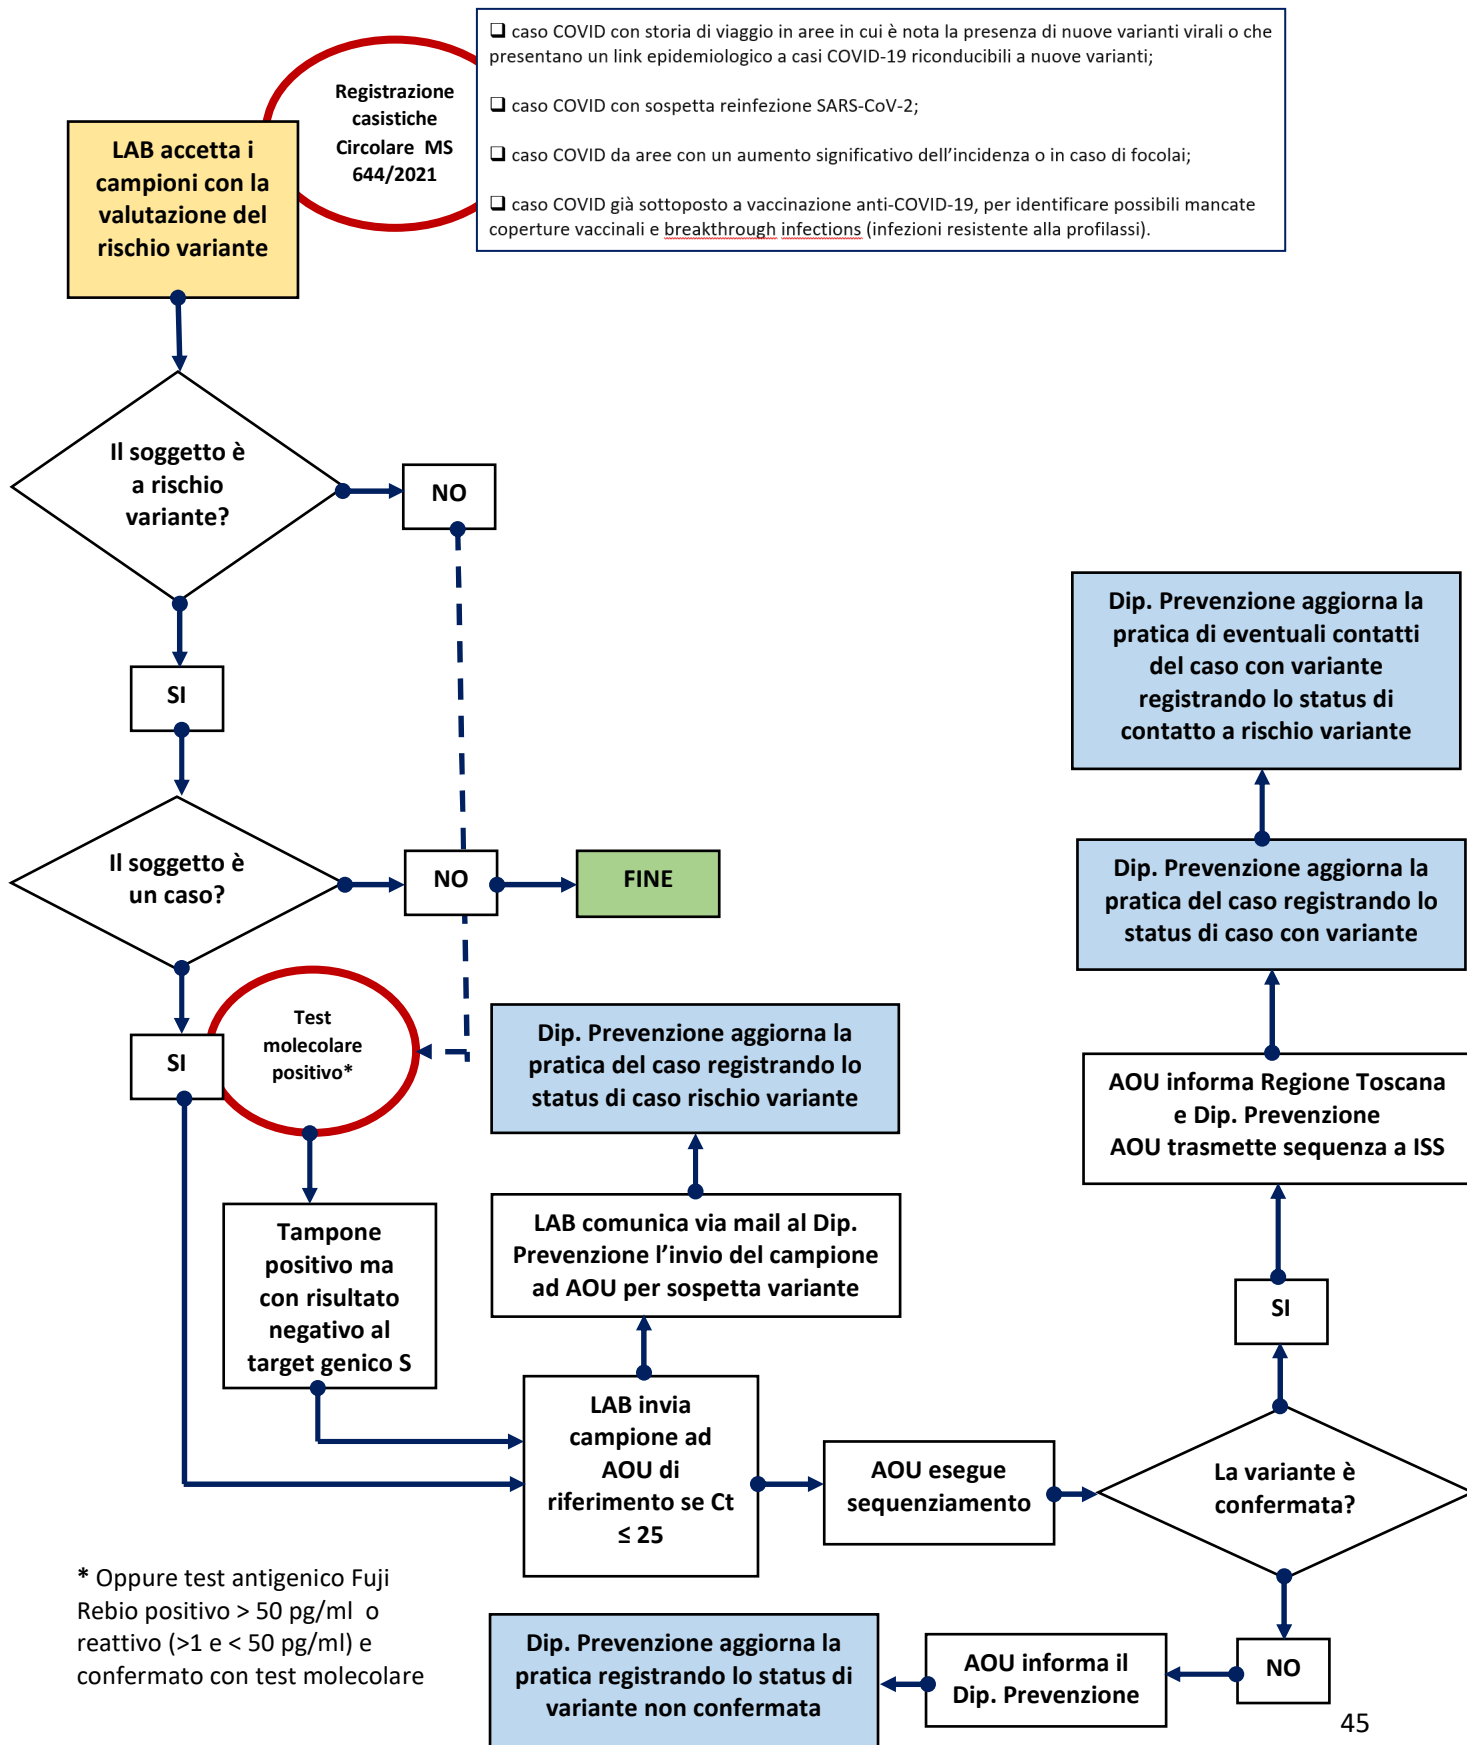 ❑ caso COVID con storia di viaggio in aree in cui è nota la presenza di nuove varianti virali o che
presentano un link epidemiologico a casi COVID-19 riconducibili a nuove varianti;
❑ caso COVID con sospetta reinfezione SARS-CoV-2;
❑ caso COVID da aree con un aumento significativo dell’incidenza o in caso di focolai;
❑ caso COVID già sottoposto a vaccinazione anti-COVID-19, per identificare possibili mancate
coperture vaccinali e breakthrough infections (infezioni resistente alla profilassi).
Registrazione
casistiche
Circolare MS
644/2021
LAB accetta i
campioni con la
valutazione del
rischio variante
Il soggetto è
a rischio
variante?
NO
SI
Il soggetto è
un caso?
NO
FINE
SI
Test
molecolare
positivo*
Tampone
positivo ma
con risultato
negativo al
target genico S
Dip. Prevenzione aggiorna la
pratica del caso registrando lo
status di caso rischio variante
LAB comunica via mail al Dip.
Prevenzione l’invio del campione
ad AOU per sospetta variante
LAB invia
campione ad
AOU di
riferimento se Ct
≤ 25
AOU esegue
sequenziamento
La variante è
confermata?
SI
AOU informa Regione Toscana
e Dip. Prevenzione
AOU trasmette sequenza a ISS
Dip. Prevenzione aggiorna la
pratica del caso registrando lo
status di caso con variante
Dip. Prevenzione aggiorna la
pratica di eventuali contatti
del caso con variante
registrando lo status di
contatto a rischio variante
NO
AOU informa il
Dip. Prevenzione
Dip. Prevenzione aggiorna la
pratica registrando lo status di
variante non confermata
* Oppure test antigenico Fuji
Rebio positivo > 50 pg/ml o
reattivo (>1 e < 50 pg/ml) e
confermato con test molecolare
45